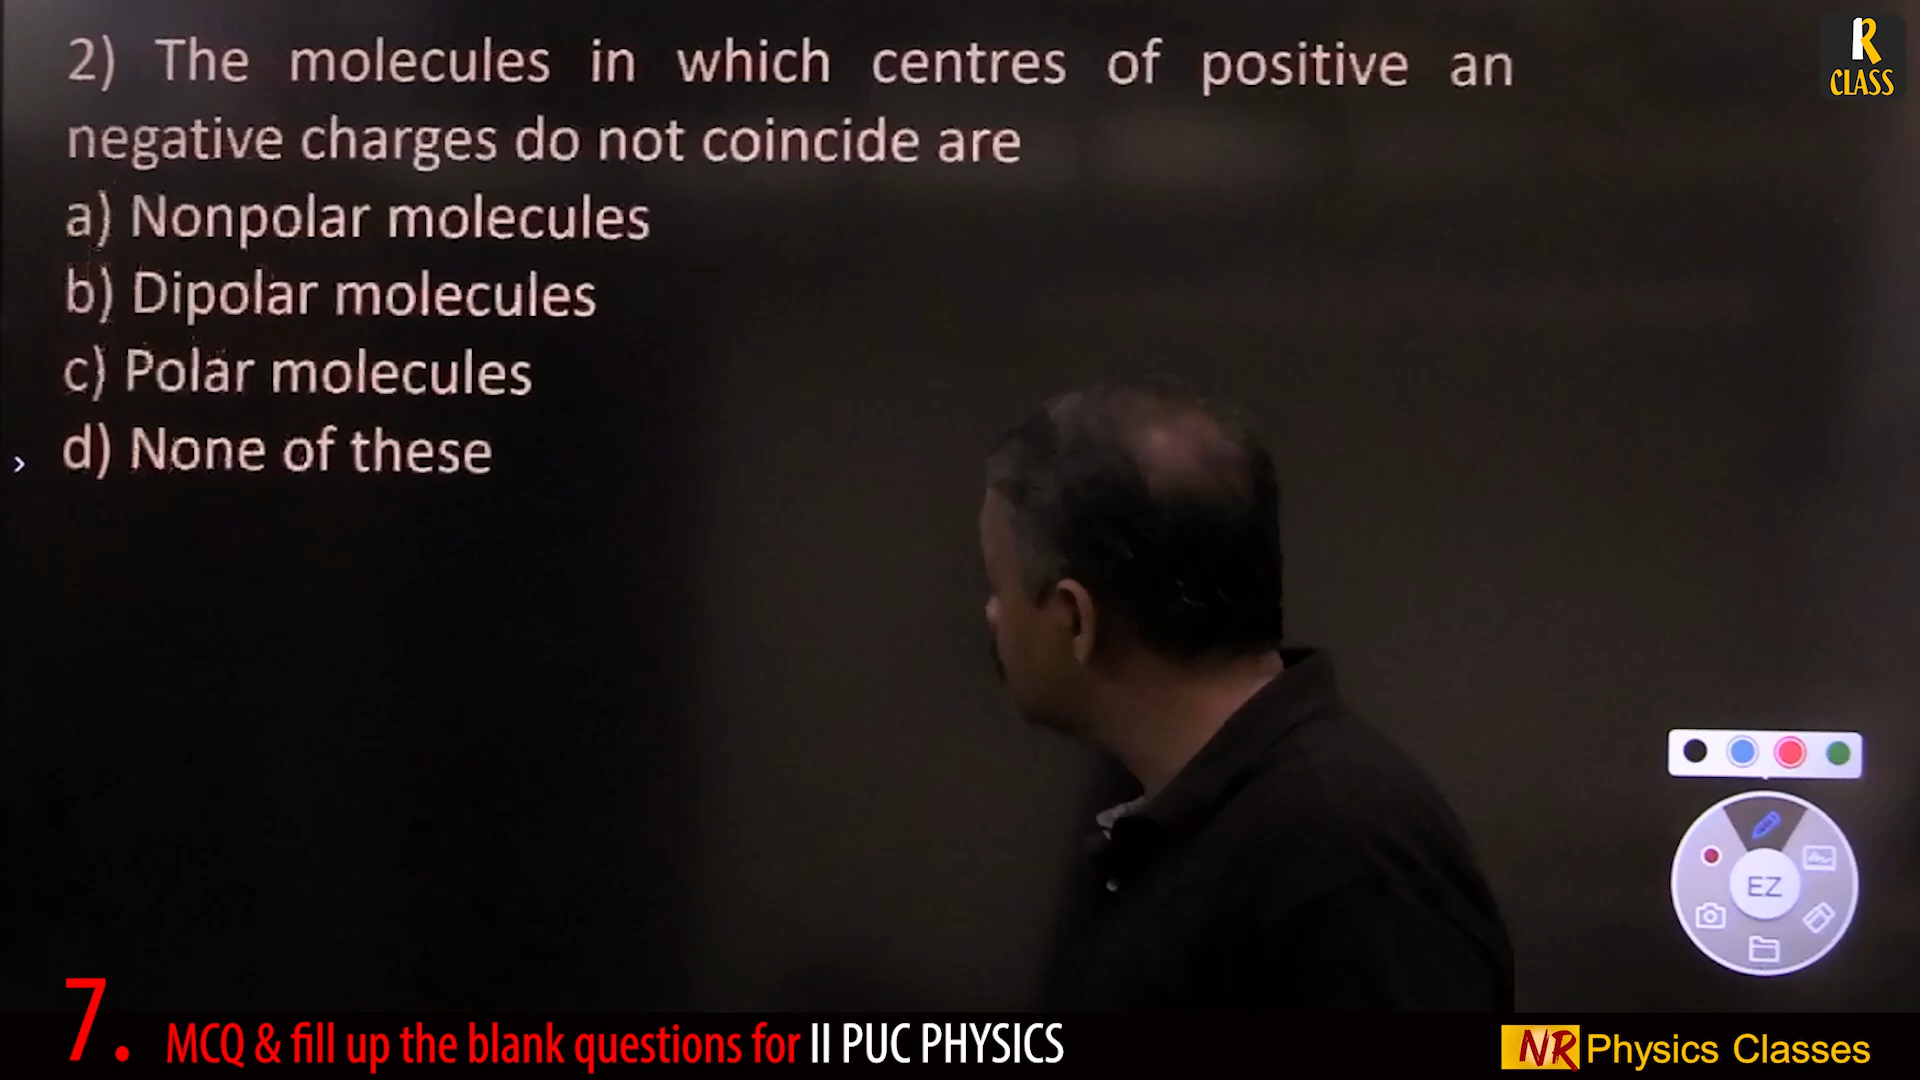 2) The molecules in which centres of positive an
negative charges do not coincide are
a) Nonpolar molecules
b) Dipolar molecules
c) Polar molecules
d) None of these
R
CLASS
EZ
7. MCQ & fill up the blank questions for II PUC PHYSICS
NR Physics Classes